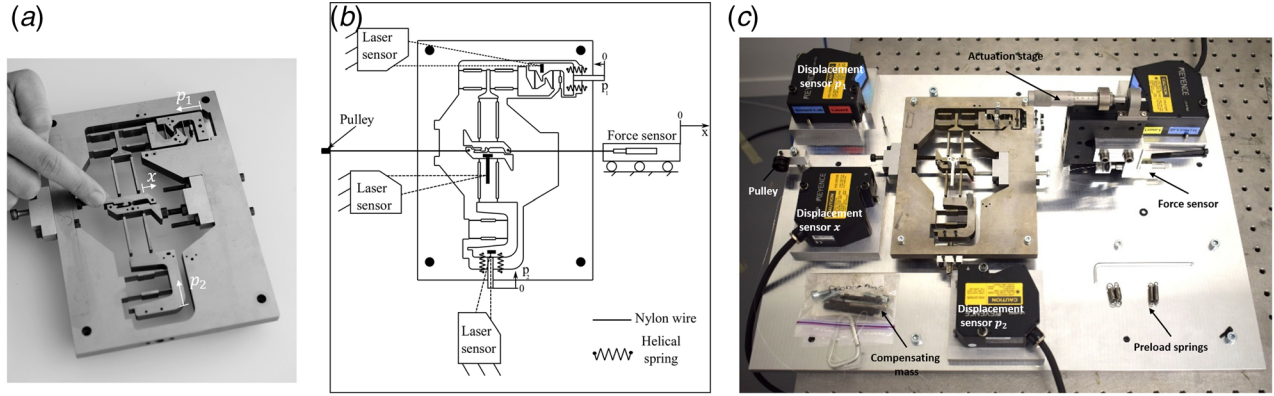 (a)
p₁
x
p₂
(b)
Laser
sensor
0
p₁
Pulley
Force sensor
0
x
Laser
sensor
p₂
0
Laser
sensor
Nylon wire
Helical
spring
(c)
Actuation stage
Displacement
sensor p₁
KEYENCE
Pulley
Displacement
sensor x
Force sensor
Displacement
sensor p₂
CAUTION
Compensating
mass
Preload springs